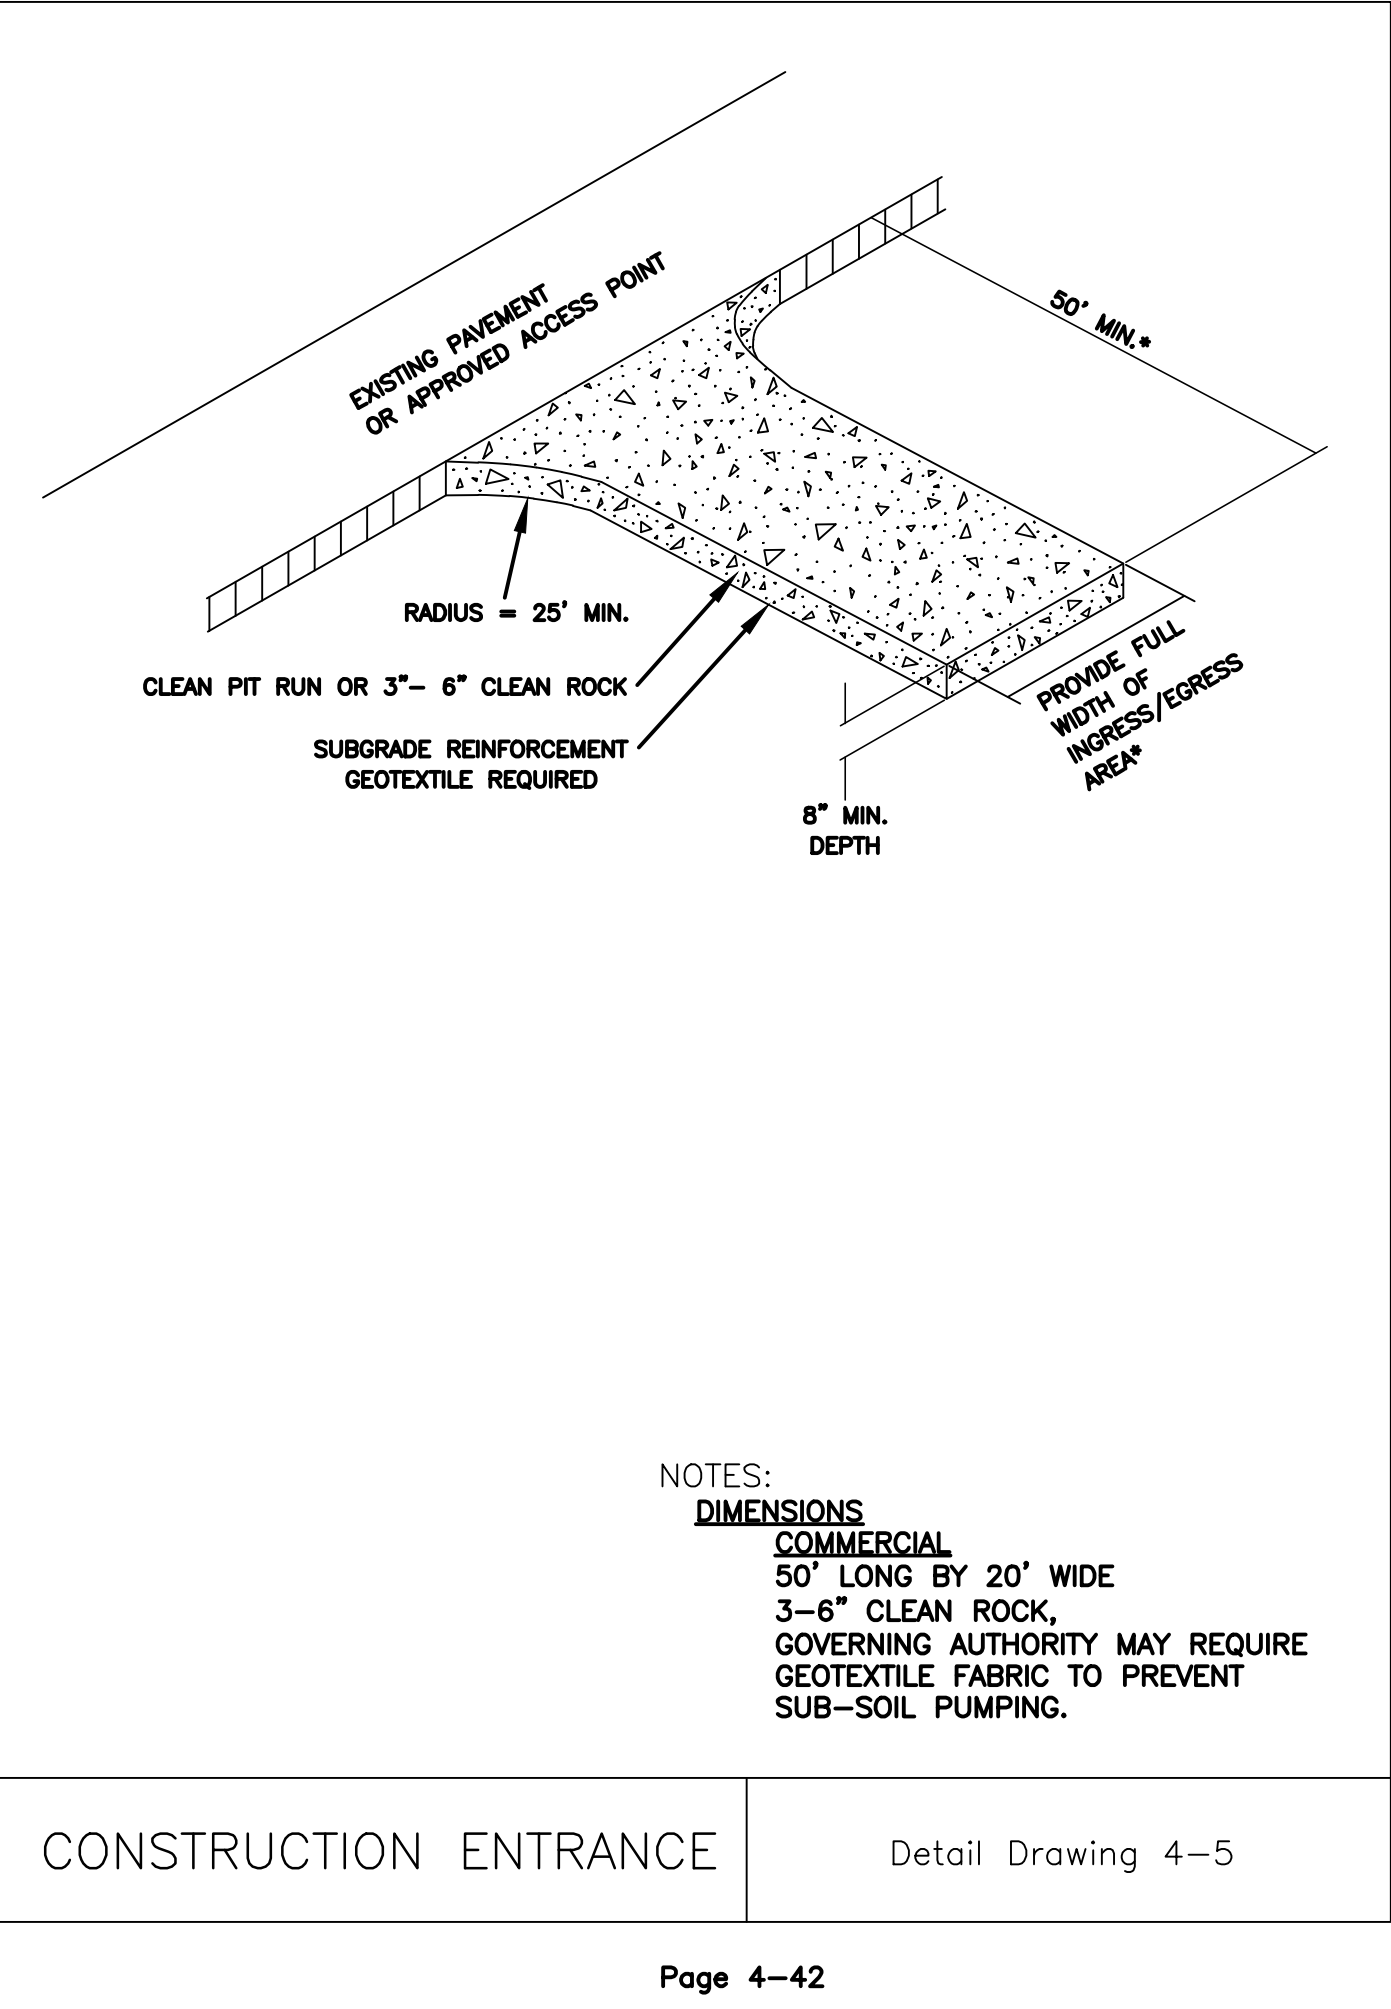 EXISTING PAVEMENT
OR APPROVED ACCESS POINT
50' MIN.*
RADIUS = 25' MIN.
CLEAN PIT RUN OR 3"- 6" CLEAN ROCK
SUBGRADE REINFORCEMENT
GEOTEXTILE REQUIRED
PROVIDE FULL
WIDTH OF
INGRESS/EGRESS
AREA*
8" MIN.
DEPTH
NOTES:
DIMENSIONS
COMMERCIAL
50' LONG BY 20' WIDE
3-6" CLEAN ROCK,
GOVERNING AUTHORITY MAY REQUIRE
GEOTEXTILE FABRIC TO PREVENT
SUB-SOIL PUMPING.
CONSTRUCTION ENTRANCE
Detail Drawing 4-5
Page 4-42